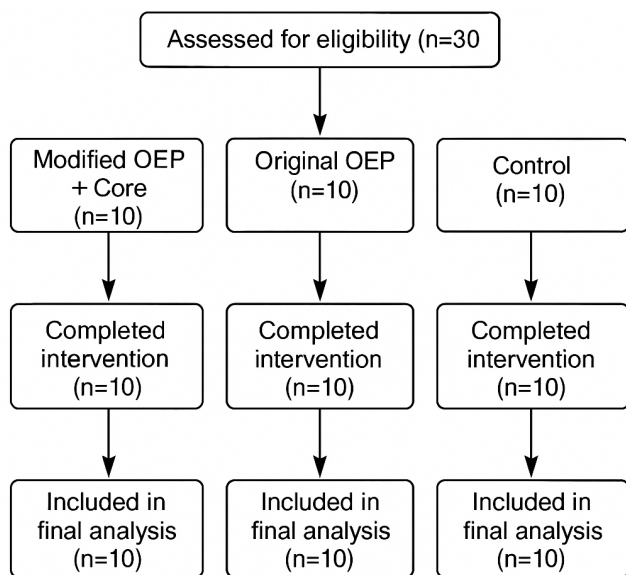 Assessed for eligibility (n=30
Modified OEP
+ Core
(n=10)
Original OEP
(n=10)
Control
(n=10)
Completed
intervention
(n=10)
Completed
intervention
(n=10)
Completed
intervention
(n=10)
Included in
final analysis
(n=10)
Included in
final analysis
(n=10)
Included in
final analysis
(n=10)